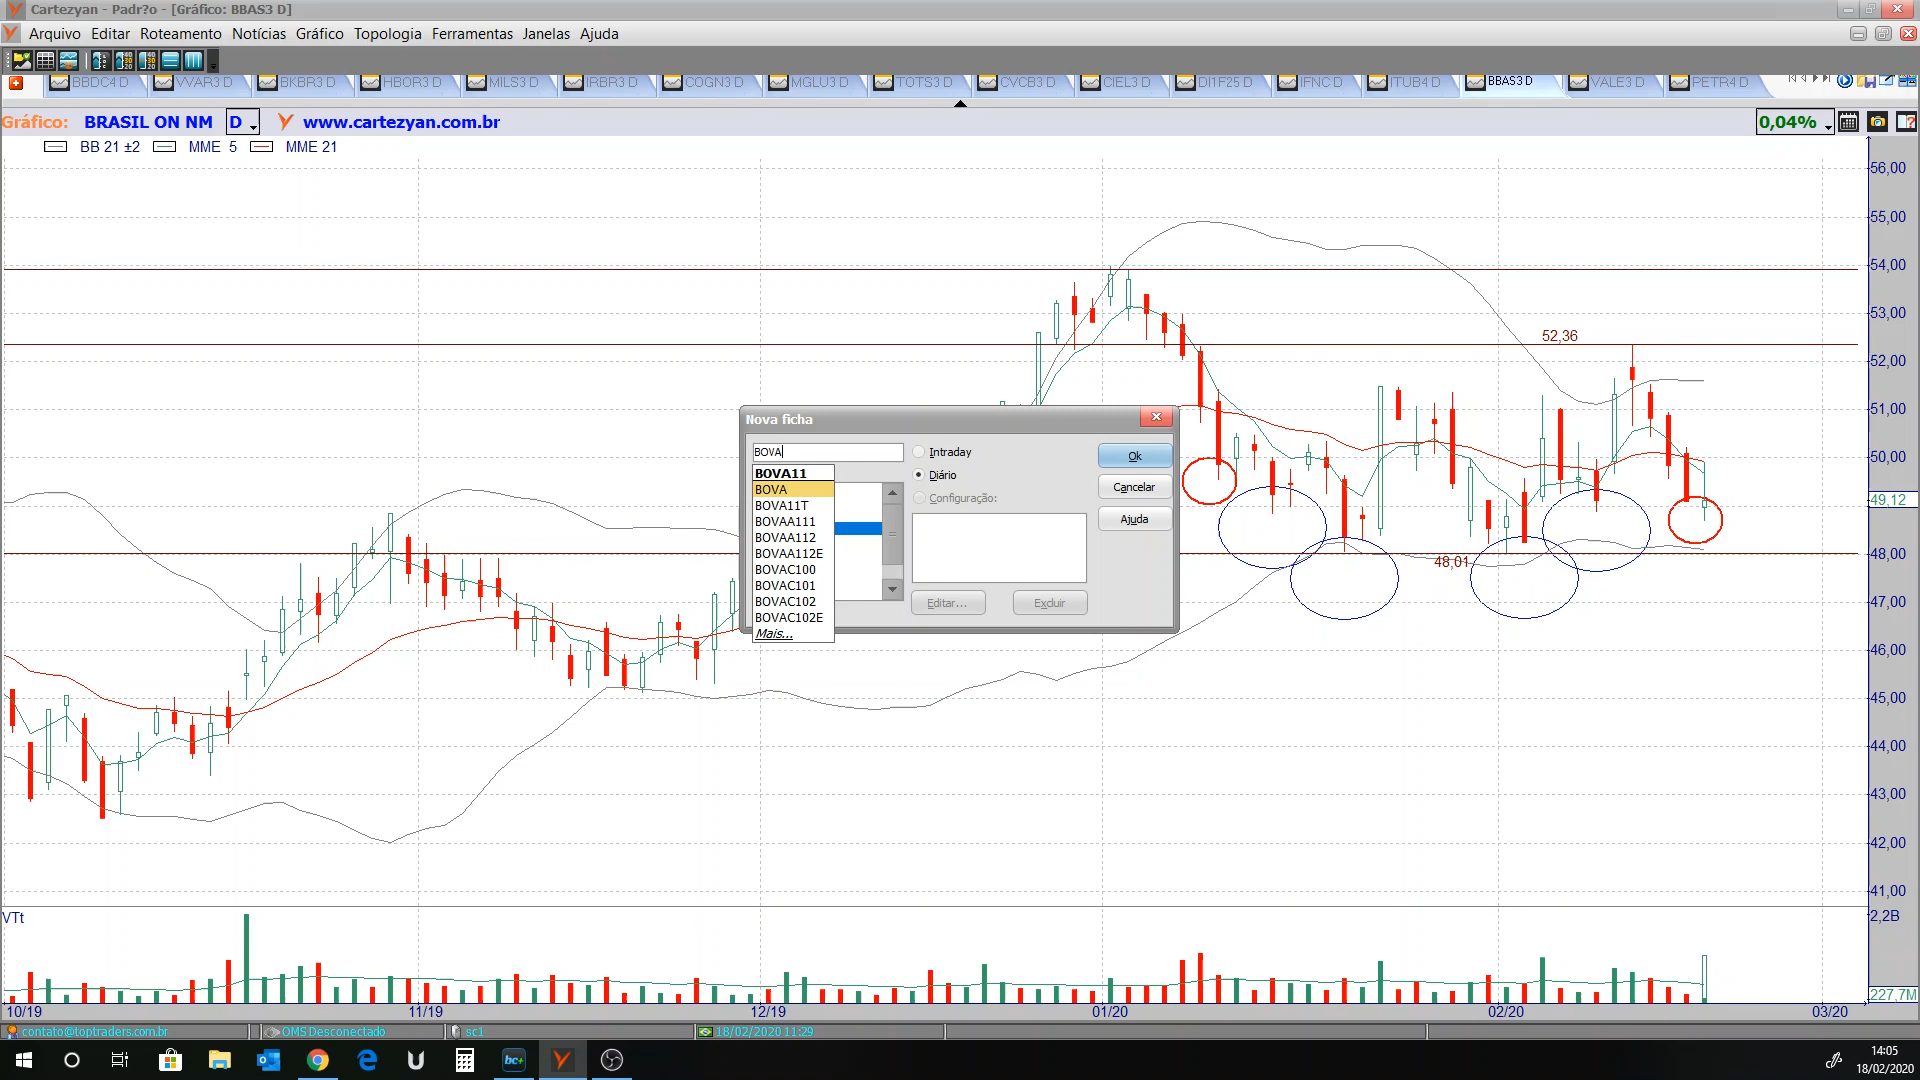 Cartezyan - Padr?o - [Gráfico: BBAS3 D]
Arquivo Editar Roteamento Notícias Gráfico Topologia Ferramentas Janelas Ajuda
BBDC4 D VVAR3 D BKBR3 D HBOR3 D MILS3 D IRBR3 D COGN3 D MGLU3 D TOTS3 D CVCB3 D CIEL3 D DI1F25 D IFNC D ITUB4 D BBAS3 D VALE3 D PETR4 D
Gráfico: BRASIL ON NM D www.cartezyan.com.br 0,04%
BB 21 ±2 MME 5 MME 21
56,00
55,00
54,00
53,00
52,36
52,00
51,00
50,00
49,12
48,00
48,01
47,00
46,00
45,00
44,00
43,00
42,00
41,00
Nova ficha
BOVA
Intraday
Ok
BOVA11
Diário
BOVA
Cancelar
Configuração:
BOVA11T
BOVAA111
Ajuda
BOVAA112
BOVAA112E
BOVAC100
BOVAC101
BOVAC102
Editar...
Excluir
BOVAC102E
Mais...
VTt
2,2B
227,7M
10/19 11/19 12/19 01/20 02/20 03/20
contato@toptraders.com.br OMS Desconectado sc1 18/02/2020 11:29
bc+
14:05
18/02/2020